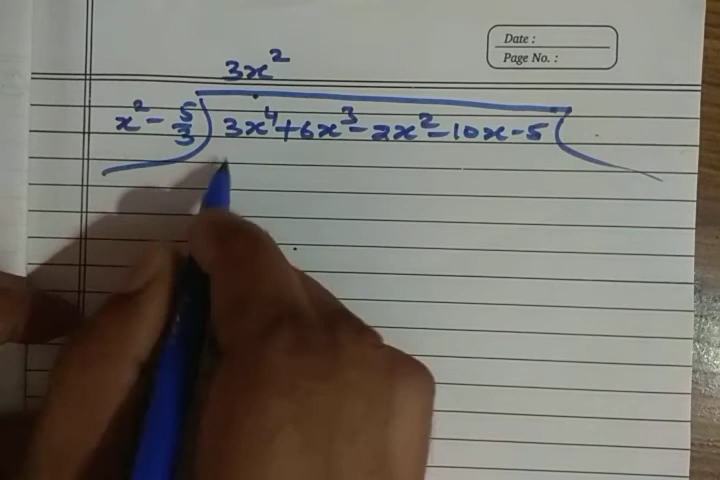 Date :
Page No. :
3x²
x² - 5/3 ) 3x⁴ + 6x³ - 2x² - 10x - 5 (